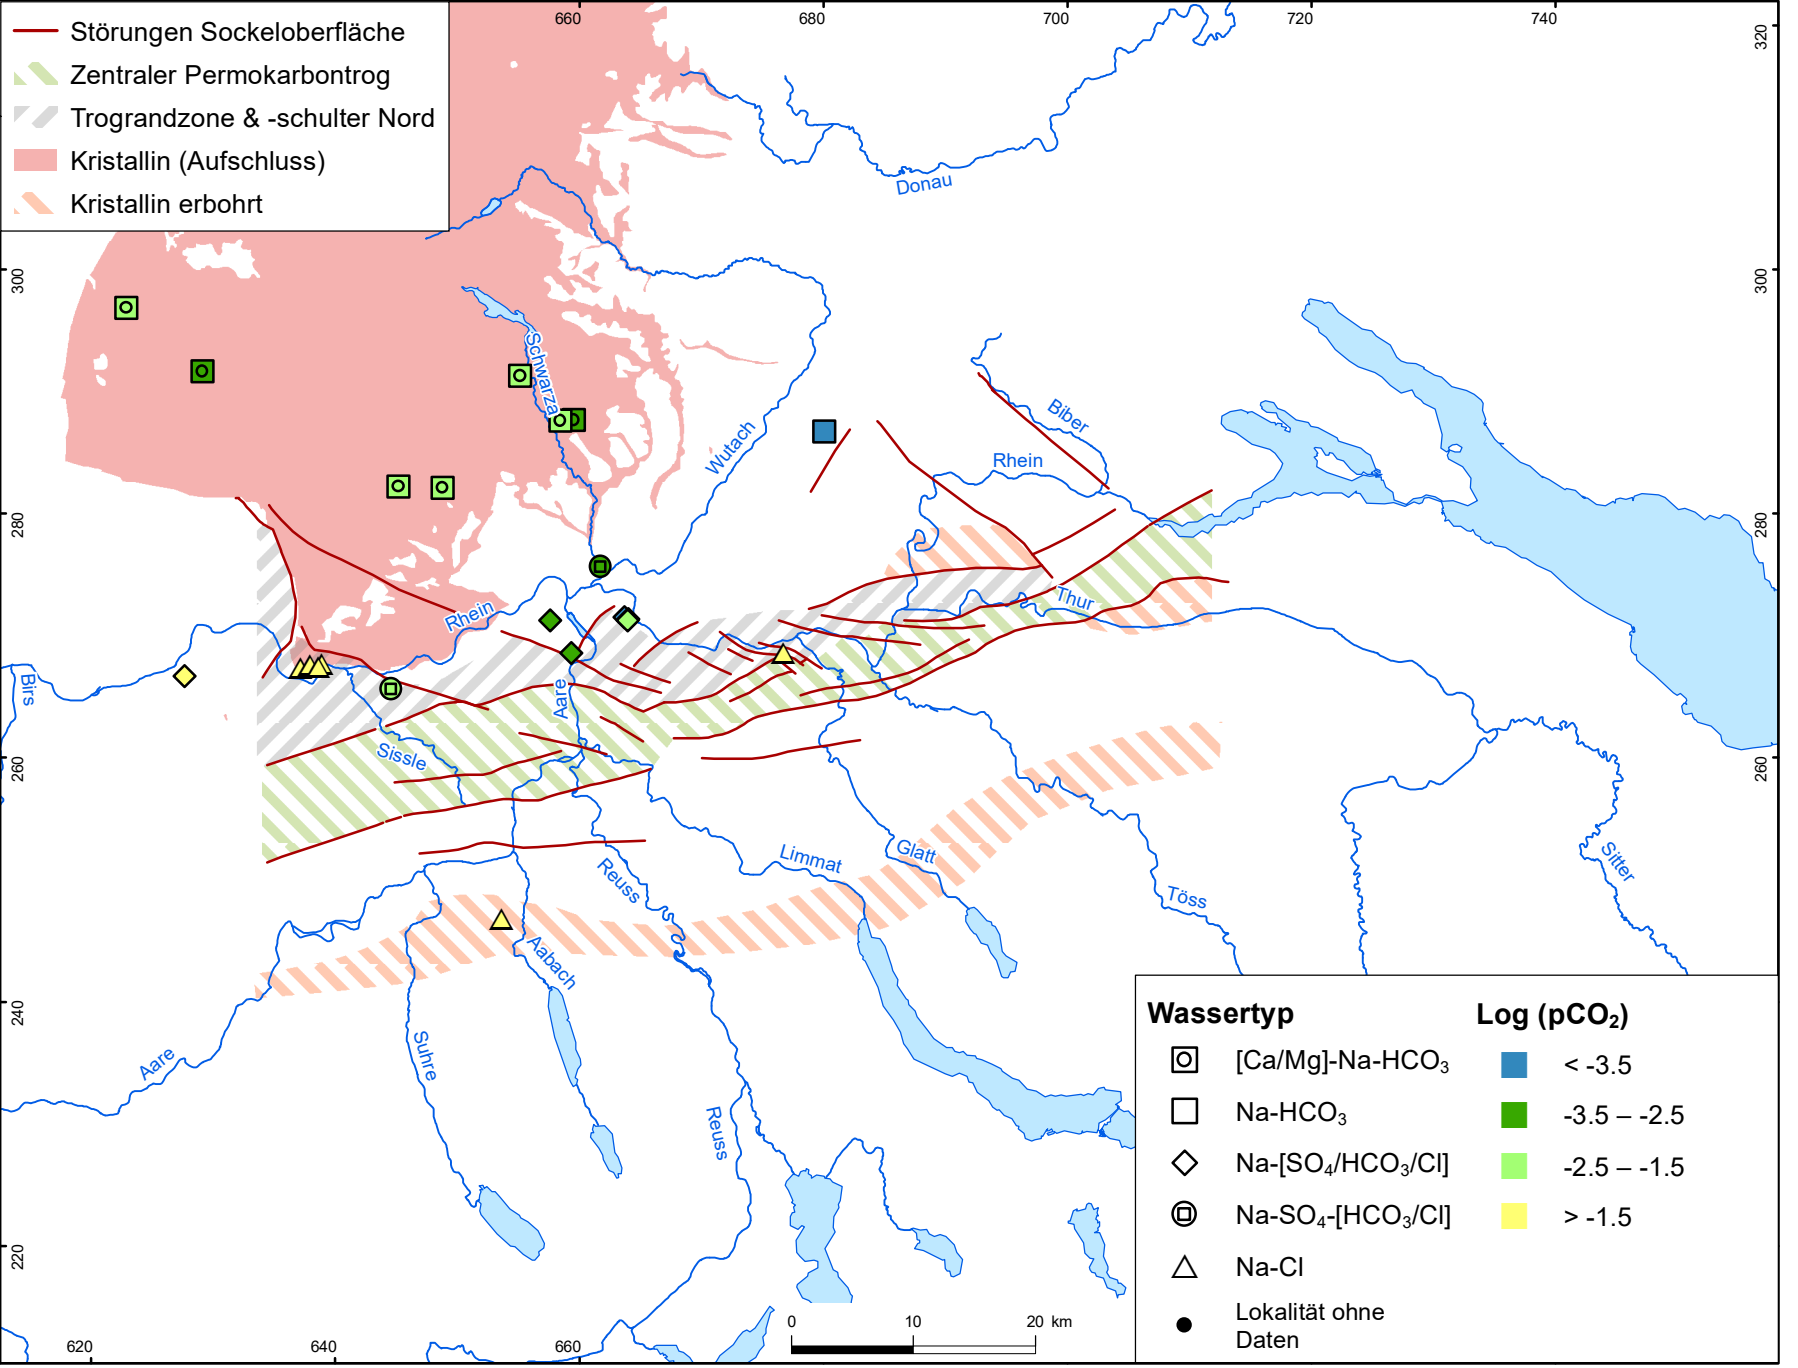 660 680 700 720 740
320
Störungen Sockeloberfläche
Zentraler Permokarbontrog
Trograndzone & -schulter Nord
Kristallin (Aufschluss)
Kristallin erbohrt
Donau
300 300
Schwarza
Wutach
Biber
Rhein
280 280
Rhein
Thur
Birs
Aare
Sissle
260 260
Limmat
Glatt
Reuss
Sitter
Töss
Aabach
240
Suhre
Aare
Reuss
220
Wassertyp
[Ca/Mg]-Na-HCO₃
Na-HCO₃
Na-[SO₄/HCO₃/Cl]
Na-SO₄-[HCO₃/Cl]
Na-Cl
Lokalität ohne
Daten
Log (pCO₂)
< -3.5
-3.5 – -2.5
-2.5 – -1.5
> -1.5
0 10 20 km
620 640 660